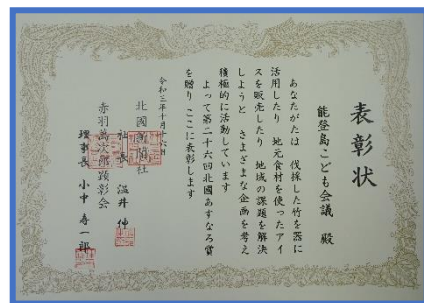 表彰状
能登島こども会議 殿
あなたがたは 伐採した竹を器に
活用したり 地元食材を使ったアイ
スを販売したり 地域の課題を解決
しようと さまざまな企画を考え
積極的に活動しています
よって第二十六回北國あすなろ賞
を贈り ここに表彰します
令和三年十月十六日
北國新聞社
社長 温井 伸
赤羽萬次郎顕彰会
理事長 小中 寿一郎